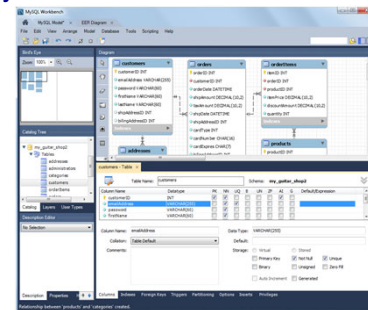 MySQL Workbench
MySQL Model*
EER Diagram
File Edit View Arrange Model Database Tools Scripting Help
Bird's Eye
Diagram
Zoom: 100%
customers
customerID INT
emailAddress VARCHAR(255)
password VARCHAR(60)
firstName VARCHAR(60)
lastName VARCHAR(60)
shipAddressID INT
billingAddressID INT
orders
orderID INT
customerID INT
orderDate DATETIME
shipAmount DECIMAL(10,2)
taxAmount DECIMAL(10,2)
shipDate DATETIME
shipAddressID INT
cardType INT
cardNumber CHAR(16)
cardExpires CHAR(7)
orderItems
itemID INT
orderID INT
productID INT
itemPrice DECIMAL(10,2)
discountAmount DECIMAL(10,2)
quantity INT
Indexes
products
productID INT
addresses
Catalog Tree
my_guitar_shop2
Tables
addresses
administrators
categories
customers
orderItems
Catalog Layers User Types
Description Editor
No Selection
Description Properties
customers - Table
Table Name: customers
Schema: my_guitar_shop2
Column Name Datatype PK NN UQ B UN ZF AI G Default/Expression
customerID INT
emailAddress VARCHAR(255)
password VARCHAR(60)
firstName VARCHAR(60)
Column Name: emailAddress
Data Type: VARCHAR(255)
Collation: Table Default
Default:
Comments:
Storage: Virtual Stored
Primary Key Not Null Unique
Binary Unsigned Zero Fill
Auto Increment Generated
Columns Indexes Foreign Keys Triggers Partitioning Options Inserts Privileges
Relationship between 'products' and 'categories' created.